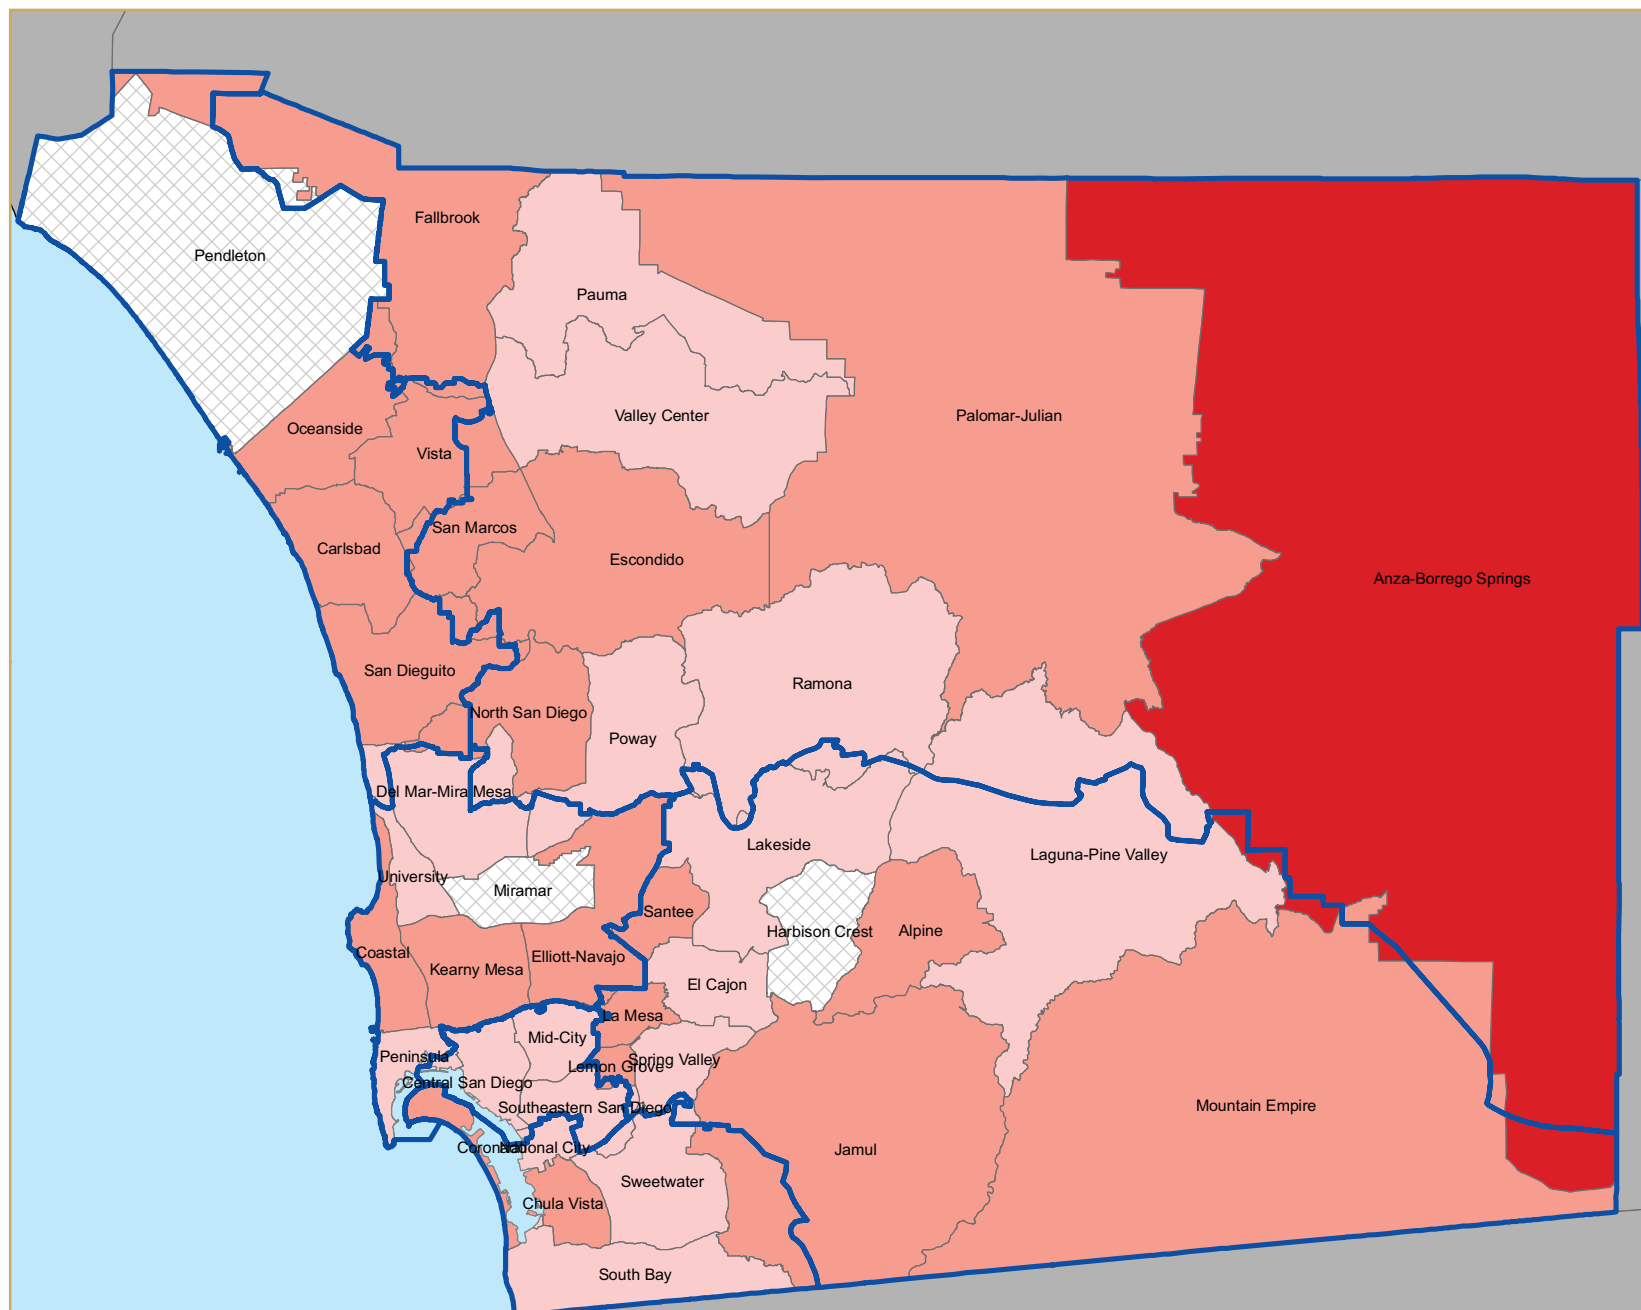 Fallbrook
Pendleton
Pauma
Valley Center
Palomar-Julian
Oceanside
Vista
San Marcos
Carlsbad
Escondido
Anza-Borrego Springs
San Dieguito
Ramona
North San Diego
Poway
Del Mar-Mira Mesa
Lakeside
Laguna-Pine Valley
University
Miramar
Santee
Harbison Crest
Alpine
Coastal
Elliott-Navajo
Kearny Mesa
El Cajon
La Mesa
Mid-City
Peninsula
Lemon Grove
Spring Valley
Central San Diego
Southeastern San Diego
Mountain Empire
Coronado
National City
Jamul
Sweetwater
Chula Vista
South Bay